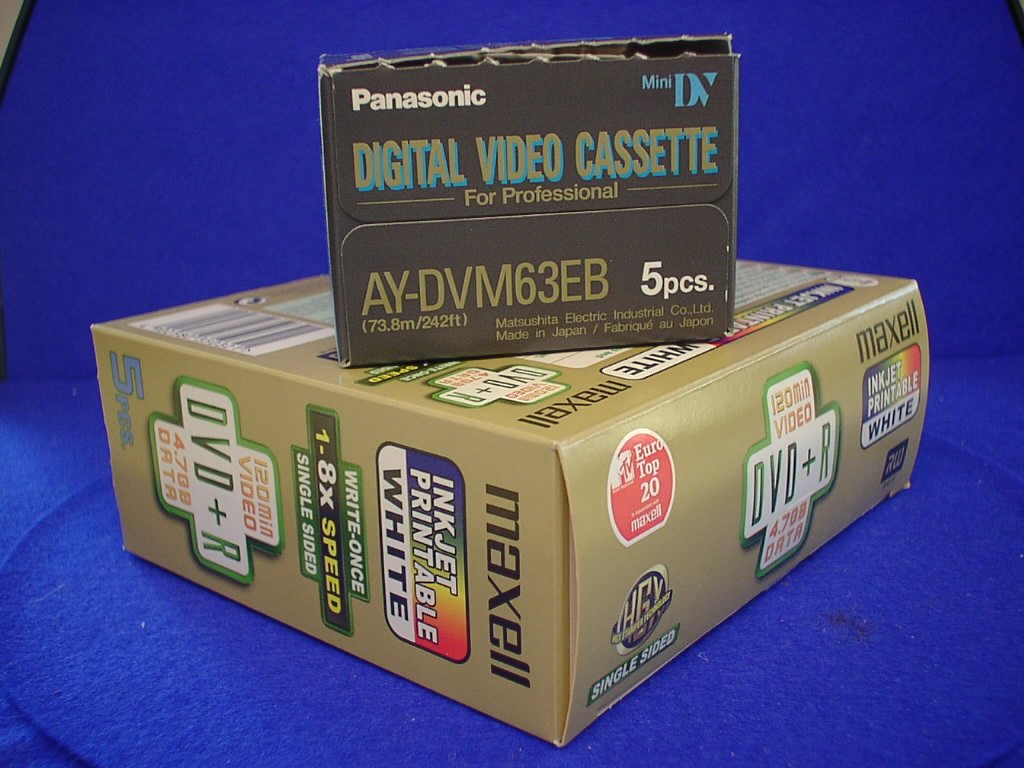 Panasonic
Mini DV
DIGITAL VIDEO CASSETTE
For Professional
AY-DVM63EB
5pcs.
(73.8m/242ft)
Matsushita Electric Industrial Co.,Ltd.
Made in Japan / Fabriqué au Japon
DVD+R
WHITE
maxell
5pcs.
120min
VIDEO
DVD+R
4.7GB
DATA
WRITE-ONCE
1-8X SPEED
SINGLE SIDED
INKJET
PRINTABLE
WHITE
maxell
Euro
Top
20
maxell
120min
VIDEO
DVD+R
4.7GB
DATA
maxell
INKJET
PRINTABLE
WHITE
RW
SINGLE SIDED